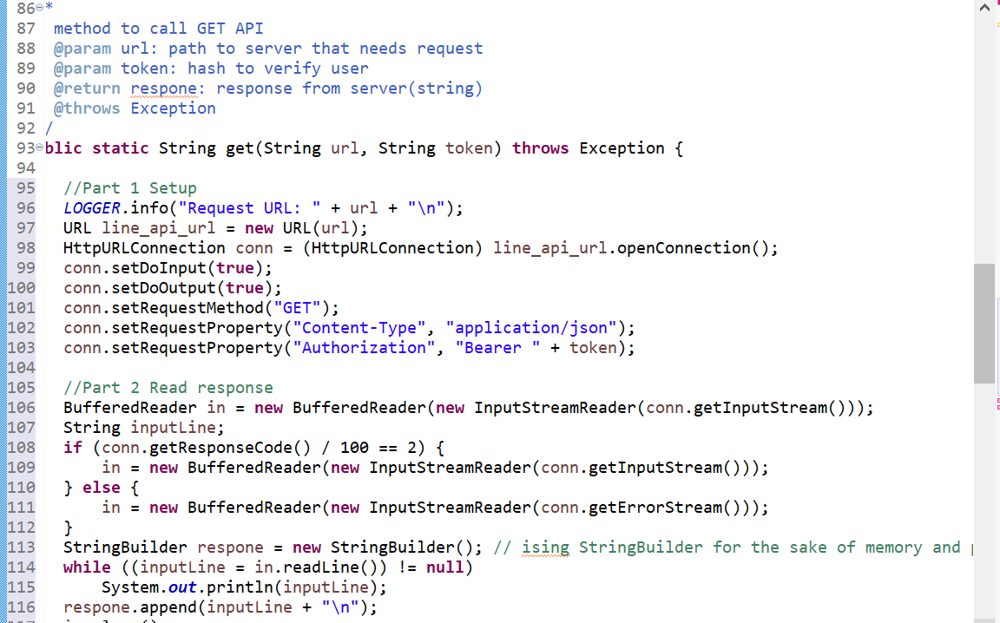 86 *
87 method to call GET API
88 @param url: path to server that needs request
89 @param token: hash to verify user
90 @return respone: response from server(string)
91 @throws Exception
92 /
93 blic static String get(String url, String token) throws Exception {
94
95 //Part 1 Setup
96 LOGGER.info("Request URL: " + url + "\n");
97 URL line_api_url = new URL(url);
98 HttpURLConnection conn = (HttpURLConnection) line_api_url.openConnection();
99 conn.setDoInput(true);
100 conn.setDoOutput(true);
101 conn.setRequestMethod("GET");
102 conn.setRequestProperty("Content-Type", "application/json");
103 conn.setRequestProperty("Authorization", "Bearer " + token);
104
105 //Part 2 Read response
106 BufferedReader in = new BufferedReader(new InputStreamReader(conn.getInputStream()));
107 String inputLine;
108 if (conn.getResponseCode() / 100 == 2) {
109 in = new BufferedReader(new InputStreamReader(conn.getInputStream()));
110 } else {
111 in = new BufferedReader(new InputStreamReader(conn.getErrorStream()));
112 }
113 StringBuilder respone = new StringBuilder(); // ising StringBuilder for the sake of memory and
114 while ((inputLine = in.readLine()) != null)
115 System.out.println(inputLine);
116 respone.append(inputLine + "\n");